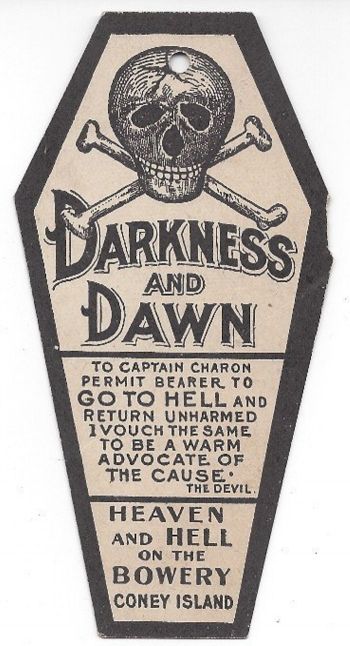 DARKNESS
AND
DAWN
TO CAPTAIN CHARON
PERMIT BEARER TO
GO TO HELL AND
RETURN UNHARMED
I VOUCH THE SAME
TO BE A WARM
ADVOCATE OF
THE CAUSE.
THE DEVIL.
HEAVEN
AND HELL
ON THE
BOWERY
CONEY ISLAND